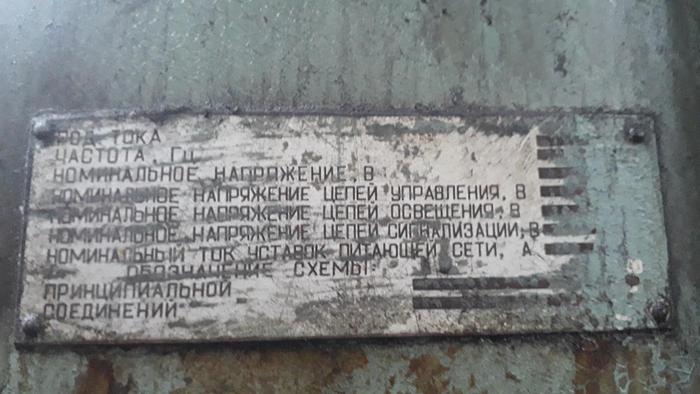 РОД ТОКА
ЧАСТОТА, Гц
НОМИНАЛЬНОЕ НАПРЯЖЕНИЕ, В
НОМИНАЛЬНОЕ НАПРЯЖЕНИЕ ЦЕПЕЙ УПРАВЛЕНИЯ, В
НОМИНАЛЬНОЕ НАПРЯЖЕНИЕ ЦЕПЕЙ ОСВЕЩЕНИЯ, В
НОМИНАЛЬНОЕ НАПРЯЖЕНИЕ ЦЕПЕЙ СИГНАЛИЗАЦИИ, В
НОМИНАЛЬНЫЙ ТОК УСТАВОК ПИТАЮЩЕЙ СЕТИ, А
ОБОЗНАЧЕНИЕ СХЕМЫ:
ПРИНЦИПИАЛЬНОЙ
СОЕДИНЕНИЙ